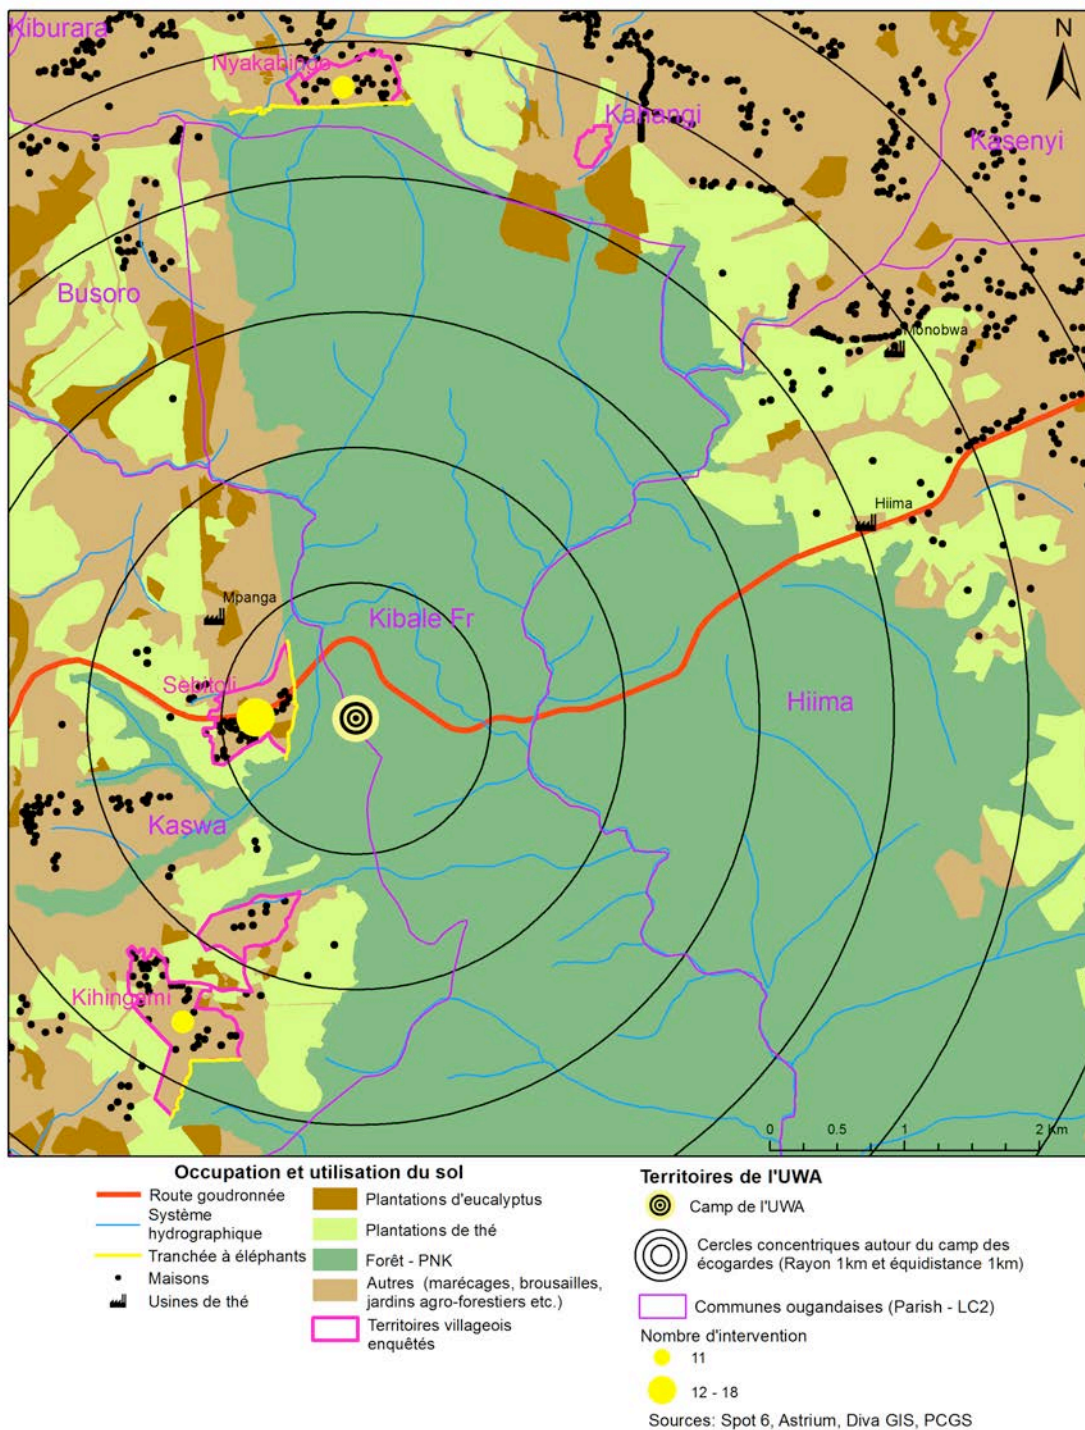 Kiburara
N
Nyakabingo
Kahangi
Kasenyi
Busoro
Monobwa
Hiima
Mpanga
Kibale Fr
Sebitoli
Hiima
Kaswa
Kihingami
0 0.5 1 2 Km
Occupation et utilisation du sol
Route goudronnée
Système
hydrographique
Tranchée à éléphants
Maisons
Usines de thé
Plantations d'eucalyptus
Plantations de thé
Forêt - PNK
Autres (marécages, brousailles,
jardins agro-forestiers etc.)
Territoires villageois
enquêtés
Territoires de l'UWA
Camp de l'UWA
Cercles concentriques autour du camp des
écogardes (Rayon 1km et équidistance 1km)
Communes ougandaises (Parish - LC2)
Nombre d'intervention
11
12 - 18
Sources: Spot 6, Astrium, Diva GIS, PCGS